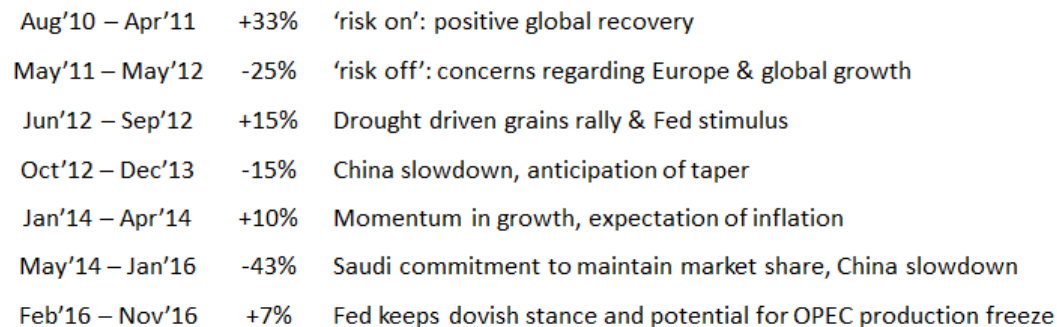 Aug'10 – Apr'11 +33% ‘risk on’: positive global recovery
May'11 – May'12 -25% ‘risk off’: concerns regarding Europe & global growth
Jun'12 – Sep'12 +15% Drought driven grains rally & Fed stimulus
Oct'12 – Dec'13 -15% China slowdown, anticipation of taper
Jan'14 – Apr'14 +10% Momentum in growth, expectation of inflation
May'14 – Jan'16 -43% Saudi commitment to maintain market share, China slowdown
Feb'16 – Nov'16 +7% Fed keeps dovish stance and potential for OPEC production freeze